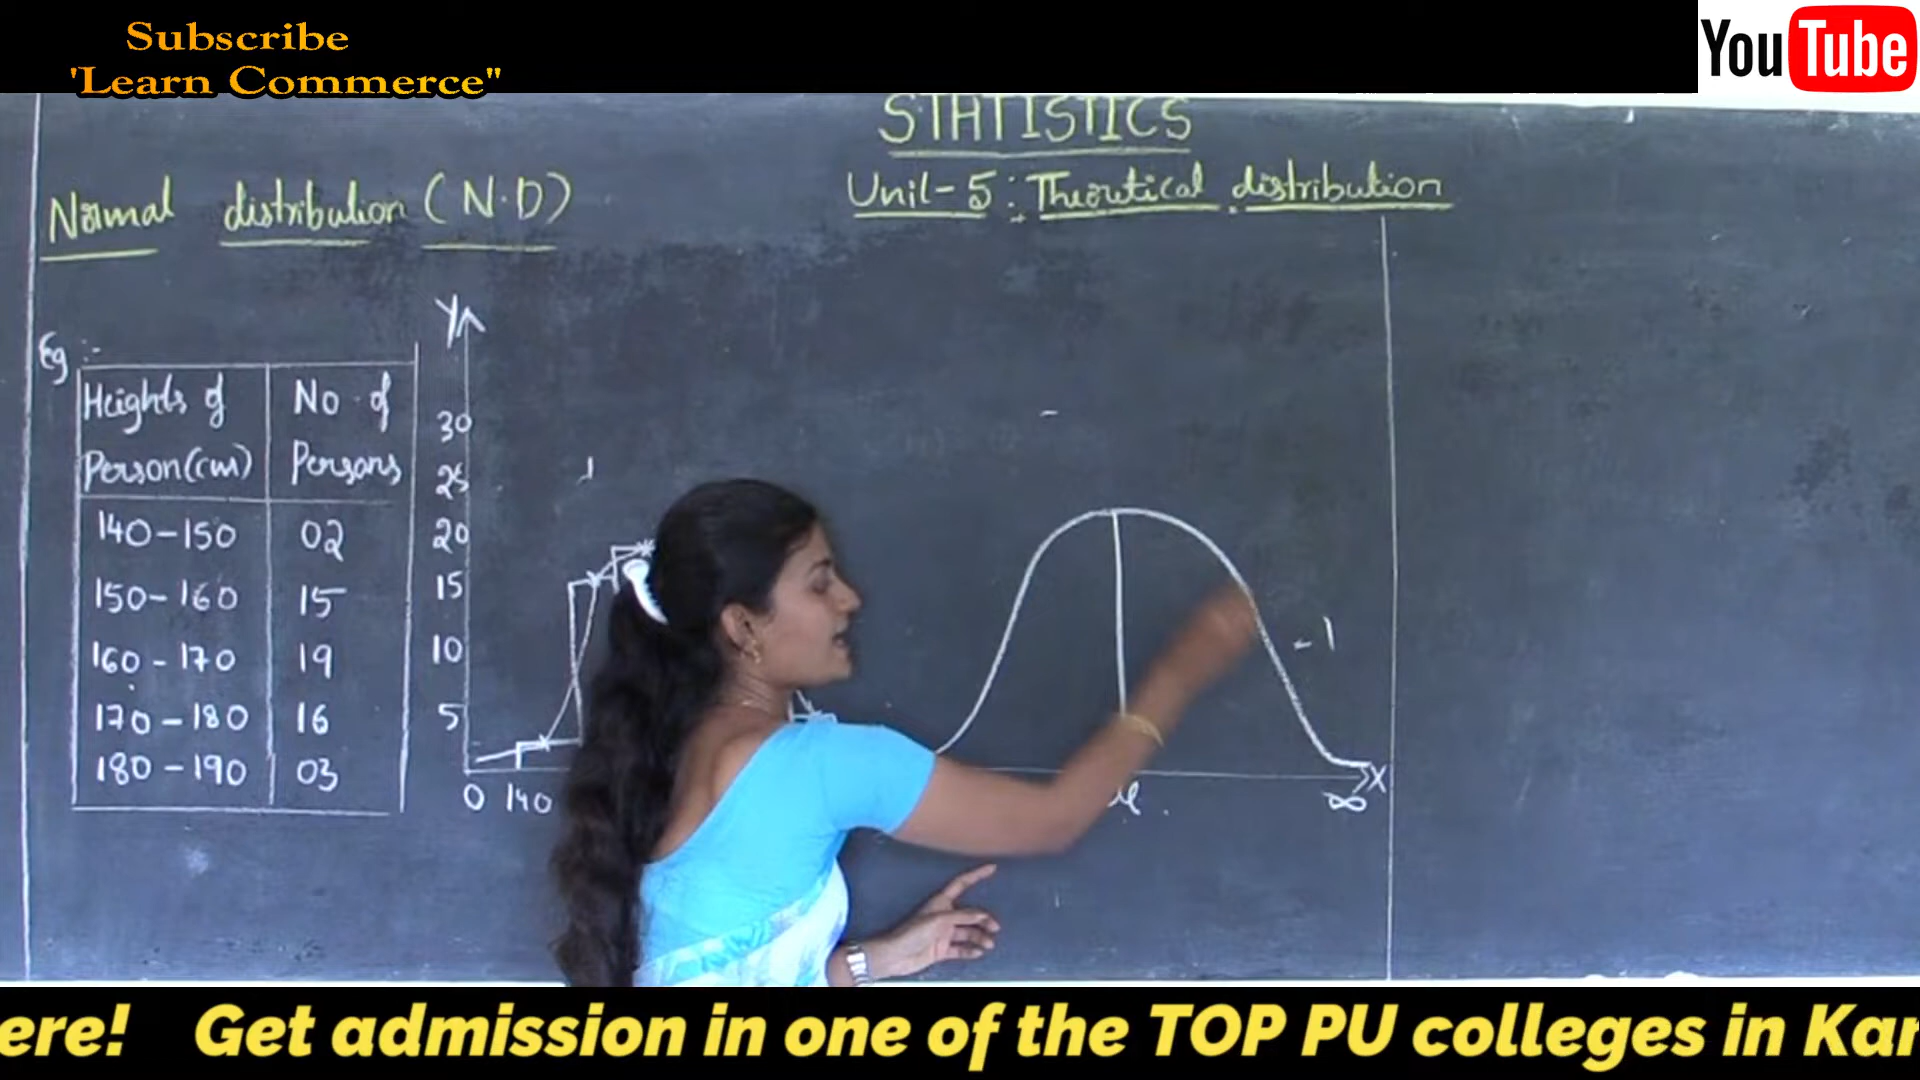 Subscribe
'Learn Commerce"
YouTube
STATISTICS
Unit-5: Theoretical distribution
Normal distribution (N.D)
Eg :-
Heights of Person(cm) No. of Persons
140-150 02
150-160 15
160-170 19
170-180 16
180-190 03
Y
30
25
20
15
10
5
0 140
-1
X
∞
ere! Get admission in one of the TOP PU colleges in Kar